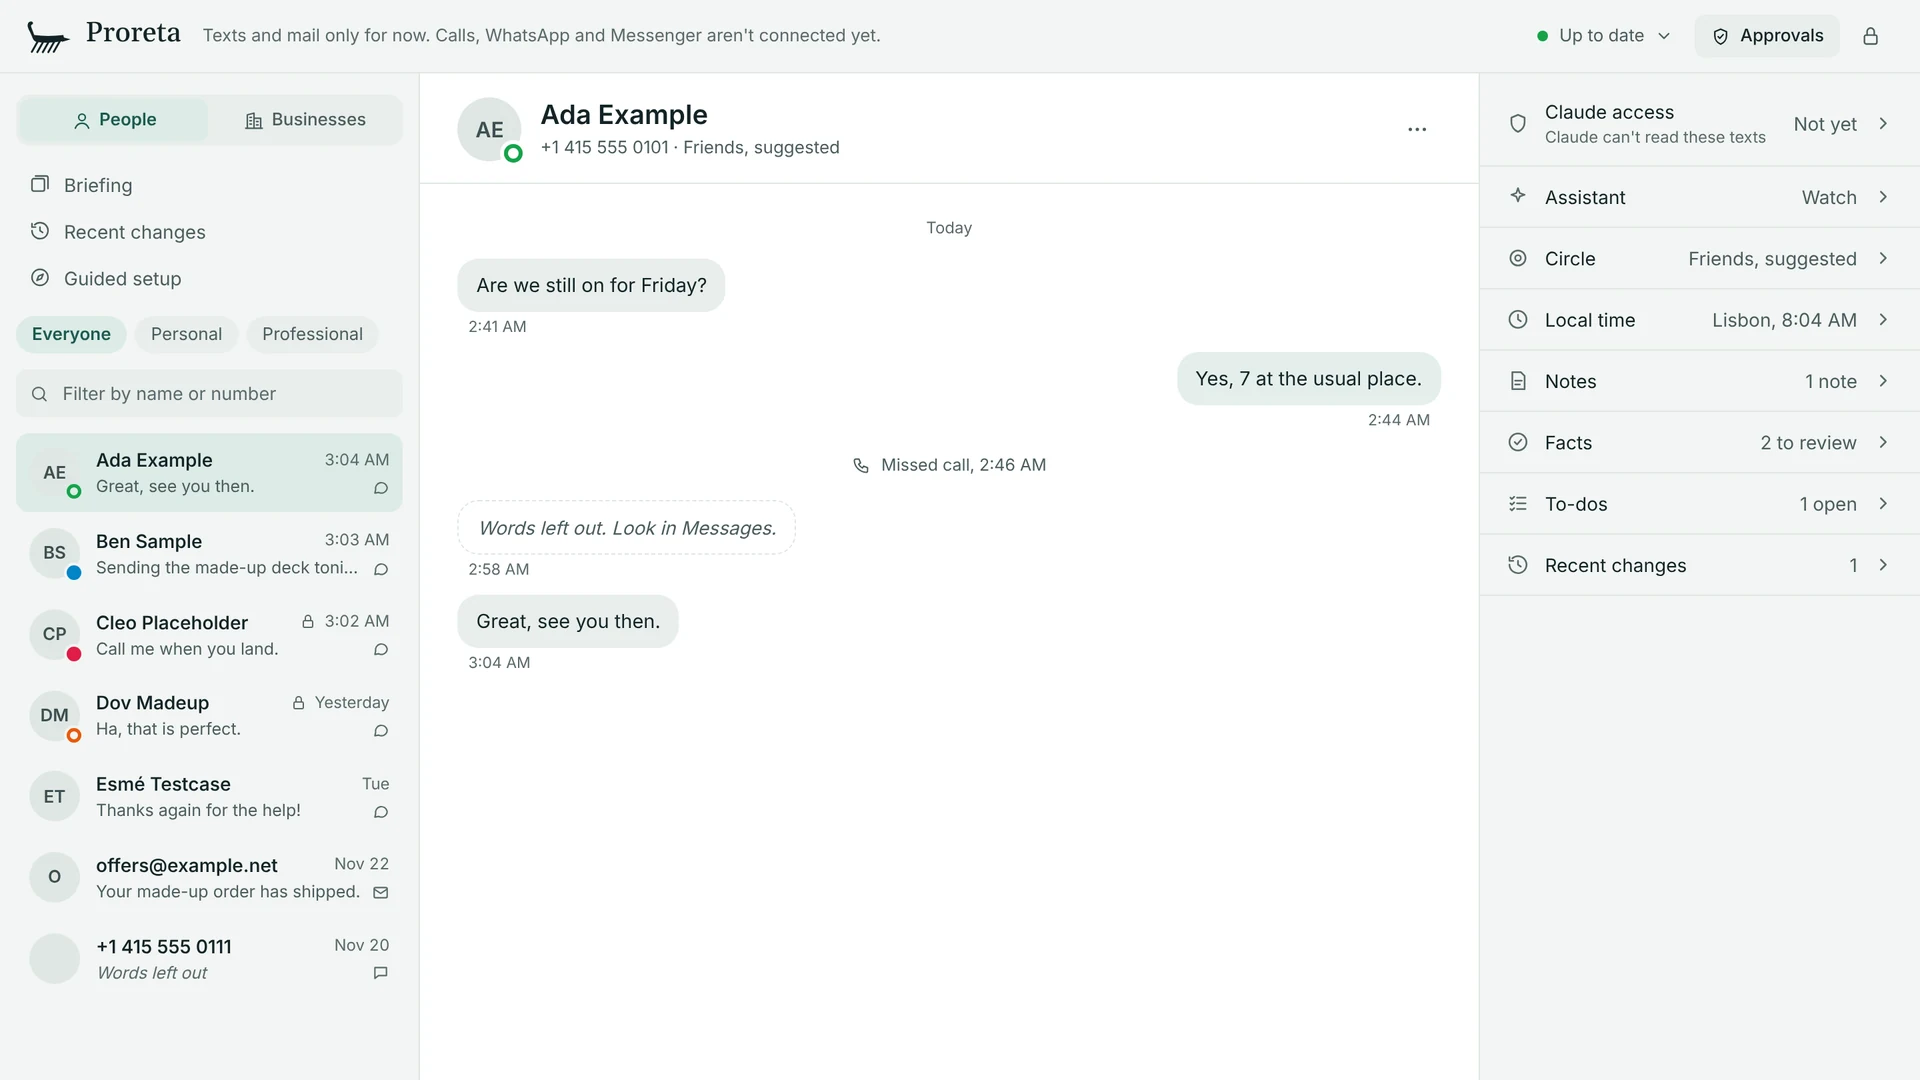 Proreta
Texts and mail only for now. Calls, WhatsApp and Messenger aren't connected yet.
Up to date
Approvals
People
Businesses
Briefing
Recent changes
Guided setup
Everyone
Personal
Professional
Filter by name or number
AE
Ada Example
3:04 AM
Great, see you then.
BS
Ben Sample
3:03 AM
Sending the made-up deck toni...
CP
Cleo Placeholder
3:02 AM
Call me when you land.
DM
Dov Madeup
Yesterday
Ha, that is perfect.
ET
Esmé Testcase
Tue
Thanks again for the help!
O
offers@example.net
Nov 22
Your made-up order has shipped.
+1 415 555 0111
Nov 20
Words left out
AE
Ada Example
+1 415 555 0101 · Friends, suggested
Today
Are we still on for Friday?
2:41 AM
Yes, 7 at the usual place.
2:44 AM
Missed call, 2:46 AM
Words left out. Look in Messages.
2:58 AM
Great, see you then.
3:04 AM
Claude access
Claude can't read these texts
Not yet
Assistant
Watch
Circle
Friends, suggested
Local time
Lisbon, 8:04 AM
Notes
1 note
Facts
2 to review
To-dos
1 open
Recent changes
1